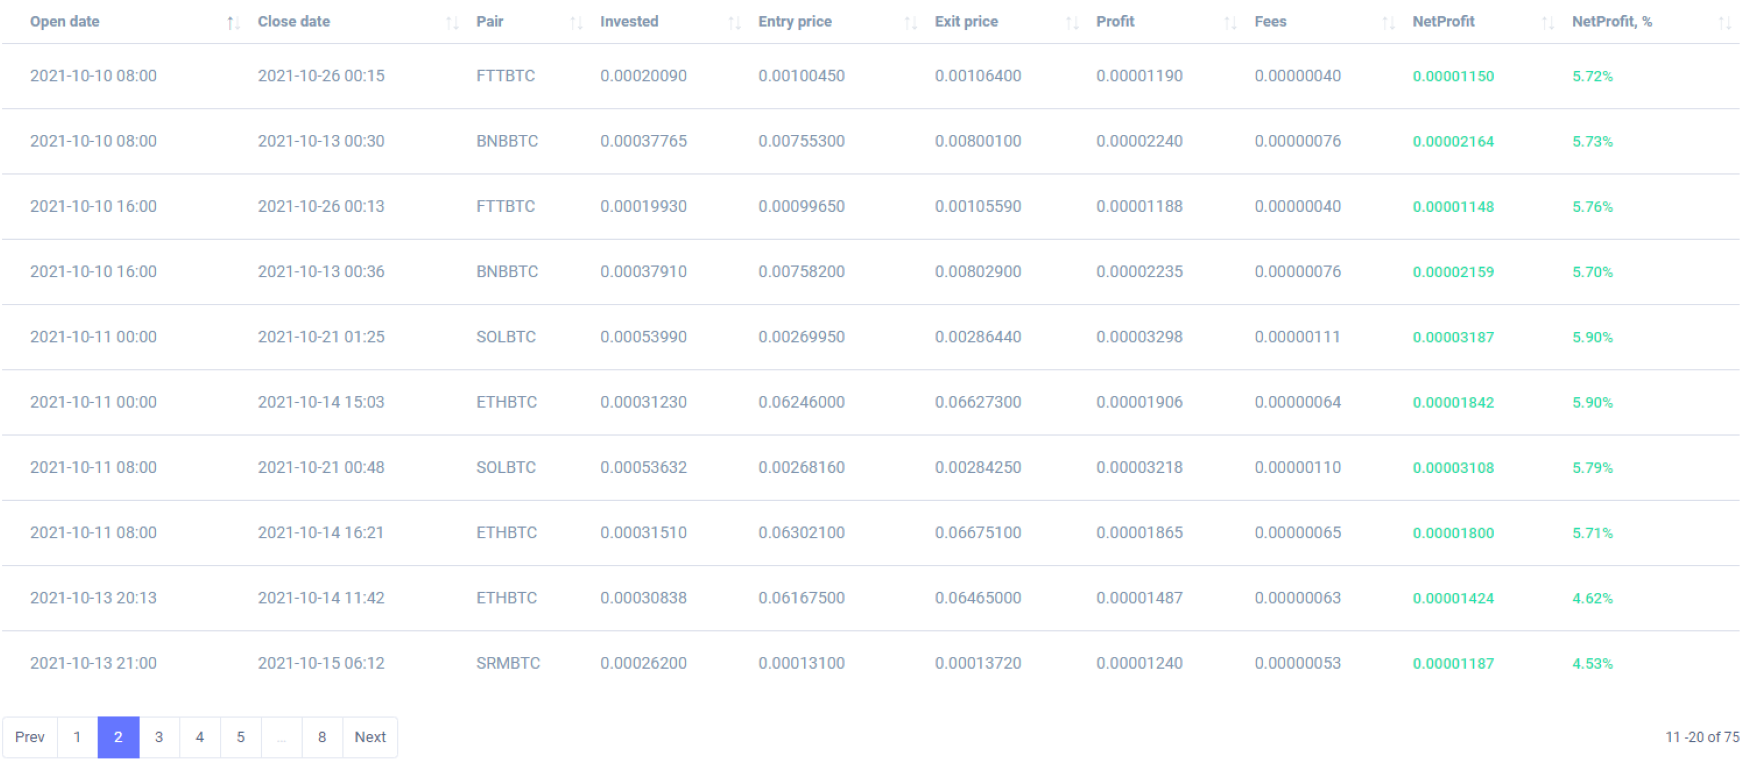 Open date Close date Pair Invested Entry price Exit price Profit Fees NetProfit NetProfit, %
2021-10-10 08:00 2021-10-26 00:15 FTTBTC 0.00020090 0.00100450 0.00106400 0.00001190 0.00000040 0.00001150 5.72%
2021-10-10 08:00 2021-10-13 00:30 BNBBTC 0.00037765 0.00755300 0.00800100 0.00002240 0.00000076 0.00002164 5.73%
2021-10-10 16:00 2021-10-26 00:13 FTTBTC 0.00019930 0.00099650 0.00105590 0.00001188 0.00000040 0.00001148 5.76%
2021-10-10 16:00 2021-10-13 00:36 BNBBTC 0.00037910 0.00758200 0.00802900 0.00002235 0.00000076 0.00002159 5.70%
2021-10-11 00:00 2021-10-21 01:25 SOLBTC 0.00053990 0.00269950 0.00286440 0.00003298 0.00000111 0.00003187 5.90%
2021-10-11 00:00 2021-10-14 15:03 ETHBTC 0.00031230 0.06246000 0.06627300 0.00001906 0.00000064 0.00001842 5.90%
2021-10-11 08:00 2021-10-21 00:48 SOLBTC 0.00053632 0.00268160 0.00284250 0.00003218 0.00000110 0.00003108 5.79%
2021-10-11 08:00 2021-10-14 16:21 ETHBTC 0.00031510 0.06302100 0.06675100 0.00001865 0.00000065 0.00001800 5.71%
2021-10-13 20:13 2021-10-14 11:42 ETHBTC 0.00030838 0.06167500 0.06465000 0.00001487 0.00000063 0.00001424 4.62%
2021-10-13 21:00 2021-10-15 06:12 SRMBTC 0.00026200 0.00013100 0.00013720 0.00001240 0.00000053 0.00001187 4.53%
Prev 1 2 3 4 5 ... 8 Next 11 -20 of 75